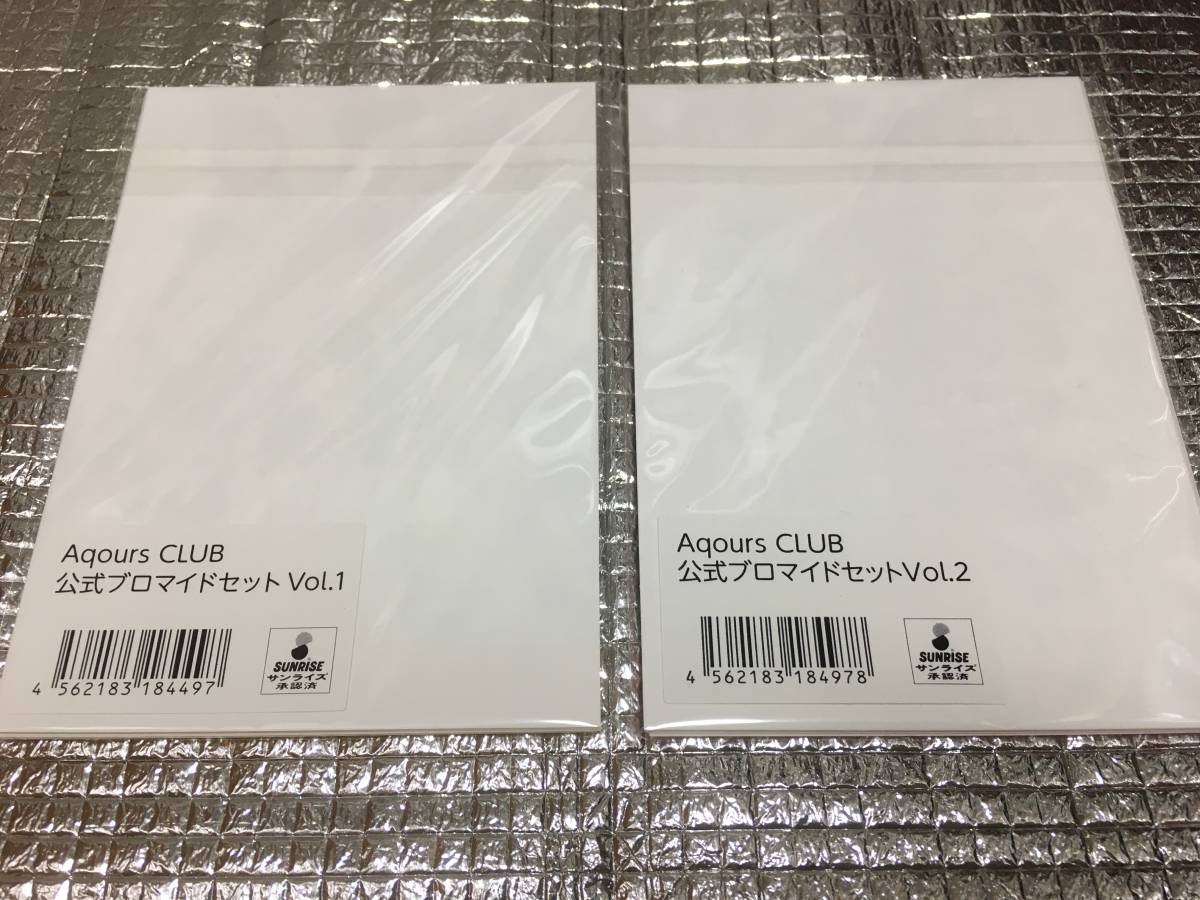 Aqours CLUB
公式ブロマイドセット Vol.1
4 562183 184497
SUNRISE
サンライズ
承認済
Aqours CLUB
公式ブロマイドセットVol.2
4 562183 184978
SUNRISE
サンライズ
承認済